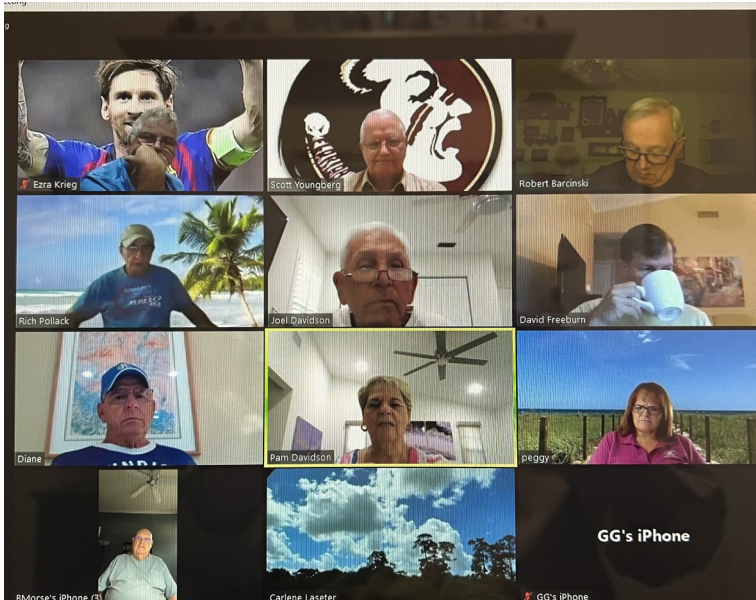 g
Ezra Krieg
Scott Youngberg
Robert Barcinski
Rich Pollack
Joel Davidson
David Freeburn
Diane
Pam Davidson
peggy
GG's iPhone
BMorse's iPhone (3)
Carlene Laseter
GG's iPhone